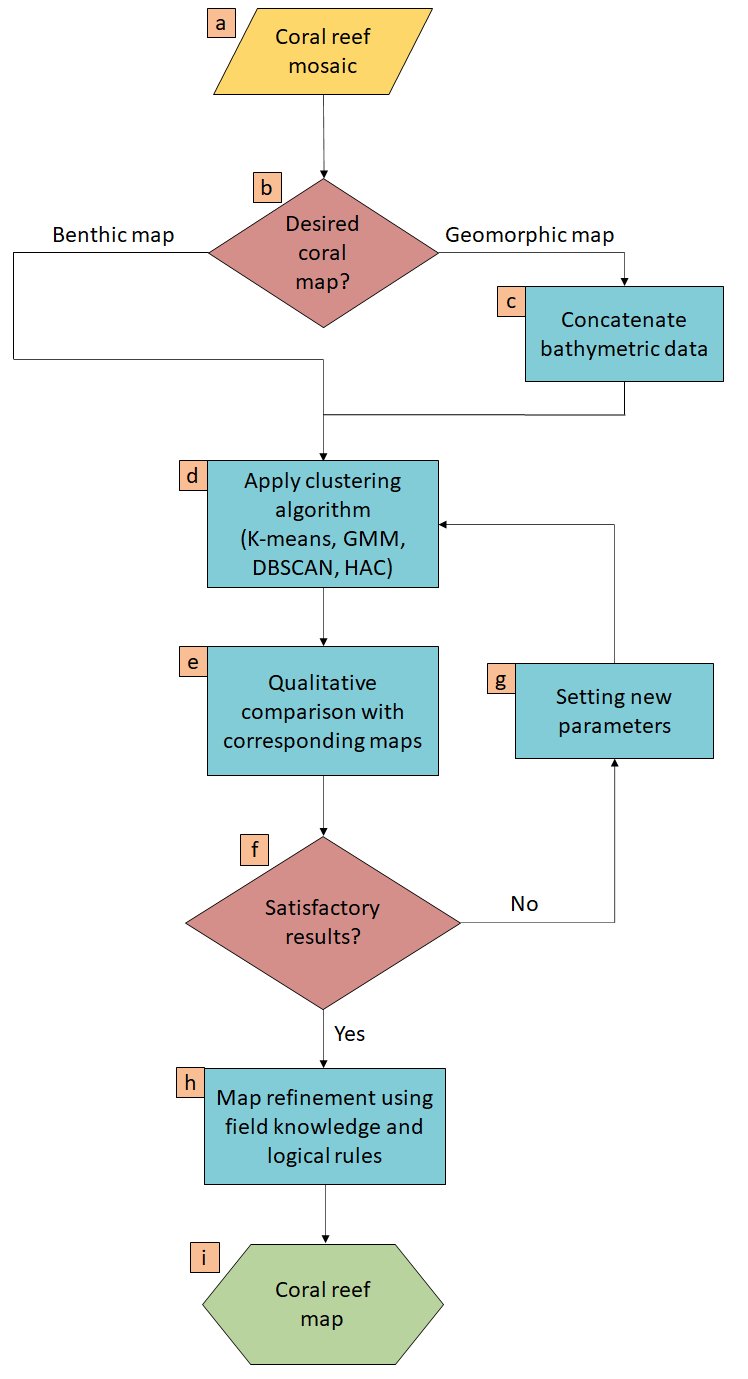 a
Coral reef
mosaic
b
Desired
coral
map?
Benthic map
Geomorphic map
c
Concatenate
bathymetric data
d
Apply clustering
algorithm
(K-means, GMM,
DBSCAN, HAC)
e
Qualitative
comparison with
corresponding maps
g
Setting new
parameters
f
Satisfactory
results?
No
Yes
h
Map refinement using
field knowledge and
logical rules
i
Coral reef
map